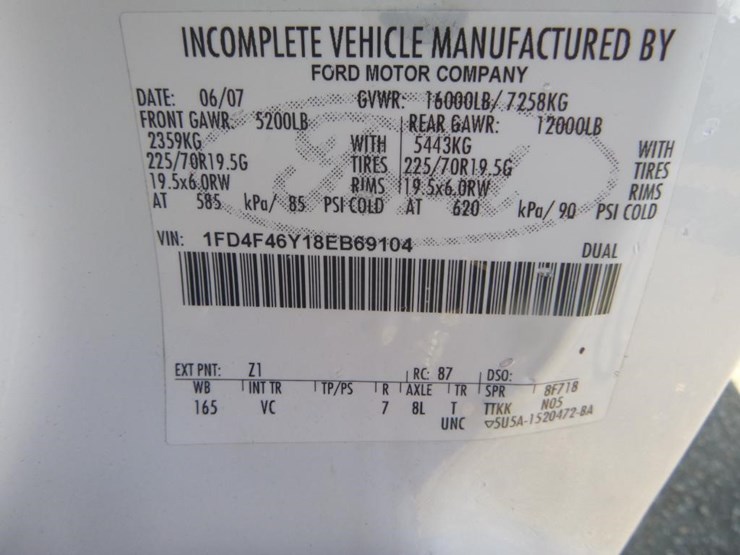 INCOMPLETE VEHICLE MANUFACTURED BY
FORD MOTOR COMPANY
DATE: 06/07 GVWR: 16000LB/ 7258KG
FRONT GAWR: 5200LB REAR GAWR: 12000LB
2359KG WITH 5443KG WITH
225/70R19.5G TIRES 225/70R19.5G TIRES
19.5x6.0RW RIMS 19.5x6.0RW RIMS
AT 585 kPa/ 85 PSI COLD AT 620 kPa/ 90 PSI COLD
VIN: 1FD4F46Y18EB69104 DUAL
EXT PNT: Z1 RC: 87 DSO:
WB INT TR TP/PS R AXLE TR SPR 8F718
165 VC 7 8L T TTKK N05
UNC ▽5U5A-1520472-BA